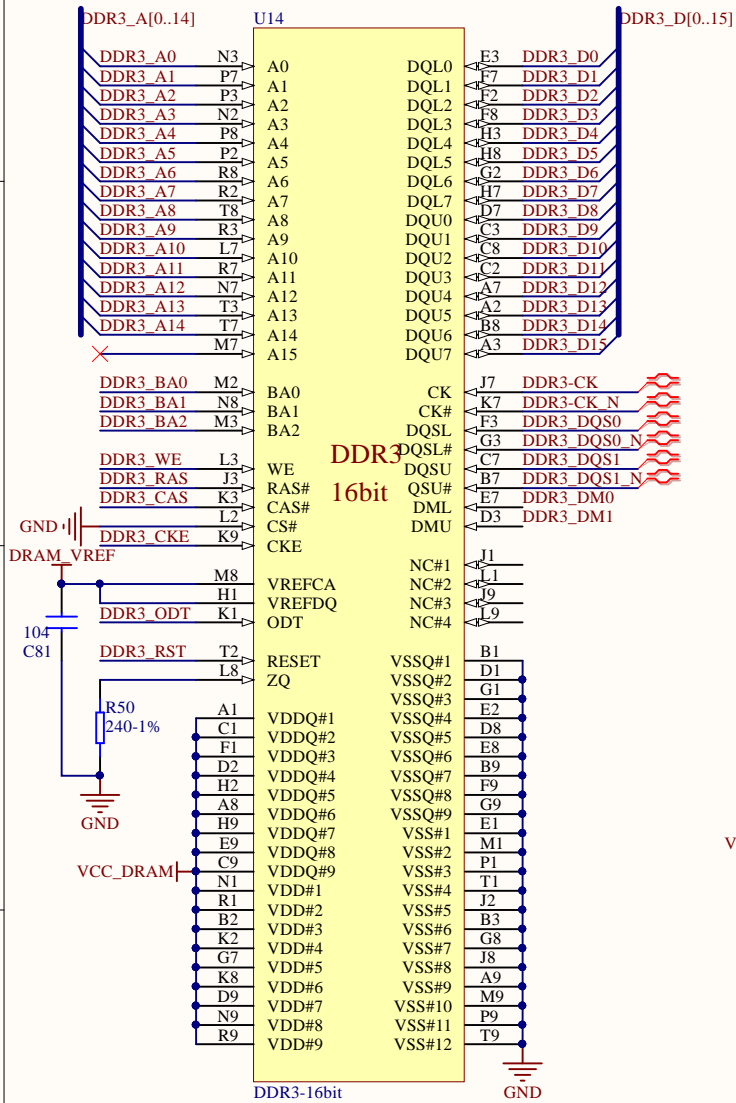 DDR3_A[0..14] U14 DDR3_D[0..15]
DDR3_A0 N3 A0 DQL0 E3 DDR3_D0
DDR3_A1 P7 A1 DQL1 F7 DDR3_D1
DDR3_A2 P3 A2 DQL2 F2 DDR3_D2
DDR3_A3 N2 A3 DQL3 F8 DDR3_D3
DDR3_A4 P8 A4 DQL4 H3 DDR3_D4
DDR3_A5 P2 A5 DQL5 H8 DDR3_D5
DDR3_A6 R8 A6 DQL6 G2 DDR3_D6
DDR3_A7 R2 A7 DQL7 H7 DDR3_D7
DDR3_A8 T8 A8 DQU0 D7 DDR3_D8
DDR3_A9 R3 A9 DQU1 C3 DDR3_D9
DDR3_A10 L7 A10 DQU2 C8 DDR3_D10
DDR3_A11 R7 A11 DQU3 C2 DDR3_D11
DDR3_A12 N7 A12 DQU4 A7 DDR3_D12
DDR3_A13 T3 A13 DQU5 A2 DDR3_D13
DDR3_A14 T7 A14 DQU6 B8 DDR3_D14
M7 A15 DQU7 A3 DDR3_D15
DDR3_BA0 M2 BA0 CK J7 DDR3-CK
DDR3_BA1 N8 BA1 CK# K7 DDR3-CK_N
DDR3_BA2 M3 BA2 DQSL F3 DDR3_DQS0
DDR3 DQSL# G3 DDR3_DQS0_N
DDR3_WE L3 WE DQSU C7 DDR3_DQS1
DDR3_RAS J3 RAS# 16bit QSU# B7 DDR3_DQS1_N
DDR3_CAS K3 CAS# DML E7 DDR3_DM0
GND L2 CS# DMU D3 DDR3_DM1
DDR3_CKE K9 CKE
DRAM_VREF NC#1 J1
M8 VREFCA NC#2 L1
H1 VREFDQ NC#3 J9
DDR3_ODT K1 ODT NC#4 L9
104
C81
DDR3_RST T2 RESET VSSQ#1 B1
L8 ZQ VSSQ#2 D1
R50 VSSQ#3 G1
240-1% A1 VDDQ#1 VSSQ#4 E2
C1 VDDQ#2 VSSQ#5 D8
F1 VDDQ#3 VSSQ#6 E8
D2 VDDQ#4 VSSQ#7 B9
H2 VDDQ#5 VSSQ#8 F9
A8 VDDQ#6 VSSQ#9 G9
GND H9 VDDQ#7 VSS#1 E1
E9 VDDQ#8 VSS#2 M1 V
VCC_DRAM C9 VDDQ#9 VSS#3 P1
N1 VDD#1 VSS#4 T1
R1 VDD#2 VSS#5 J2
B2 VDD#3 VSS#6 B3
K2 VDD#4 VSS#7 G8
G7 VDD#5 VSS#8 J8
K8 VDD#6 VSS#9 A9
D9 VDD#7 VSS#10 M9
N9 VDD#8 VSS#11 P9
R9 VDD#9 VSS#12 T9
DDR3-16bit GND